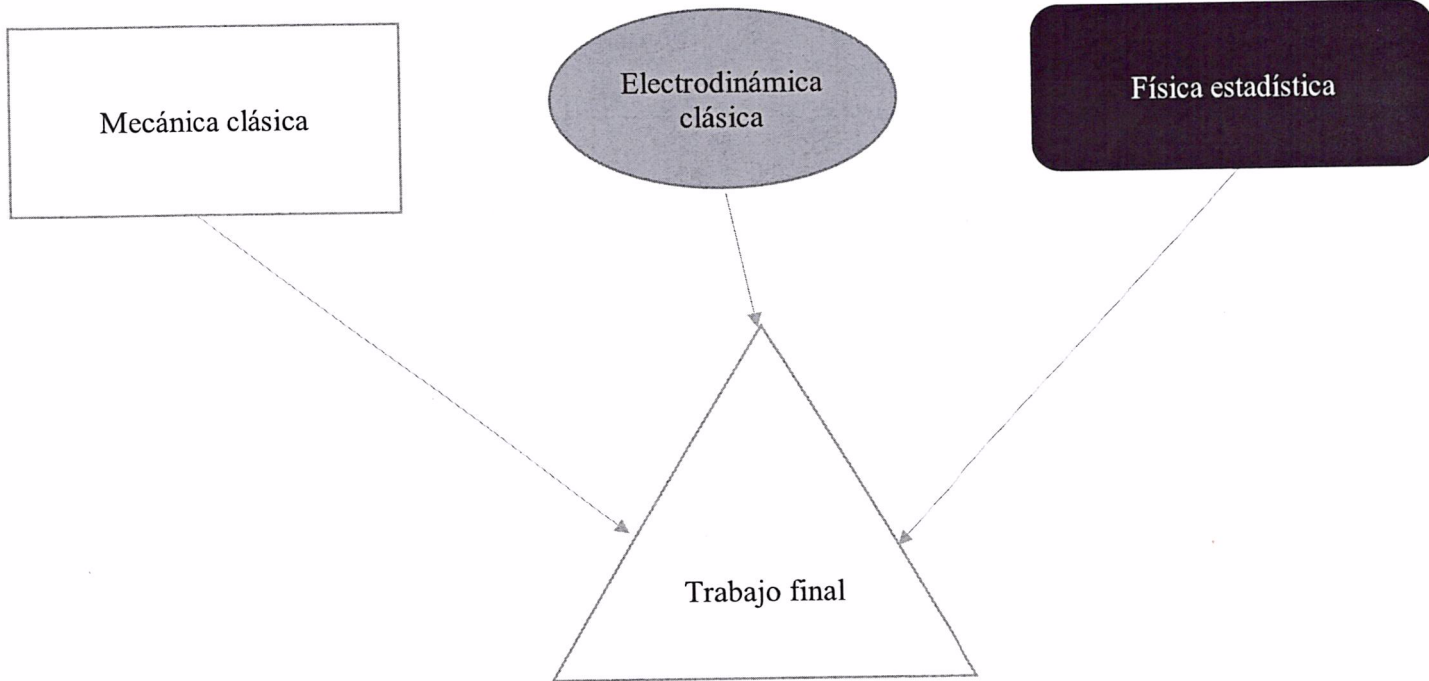 Mecánica clásica
Electrodinámica
clásica
Física estadística
Trabajo final